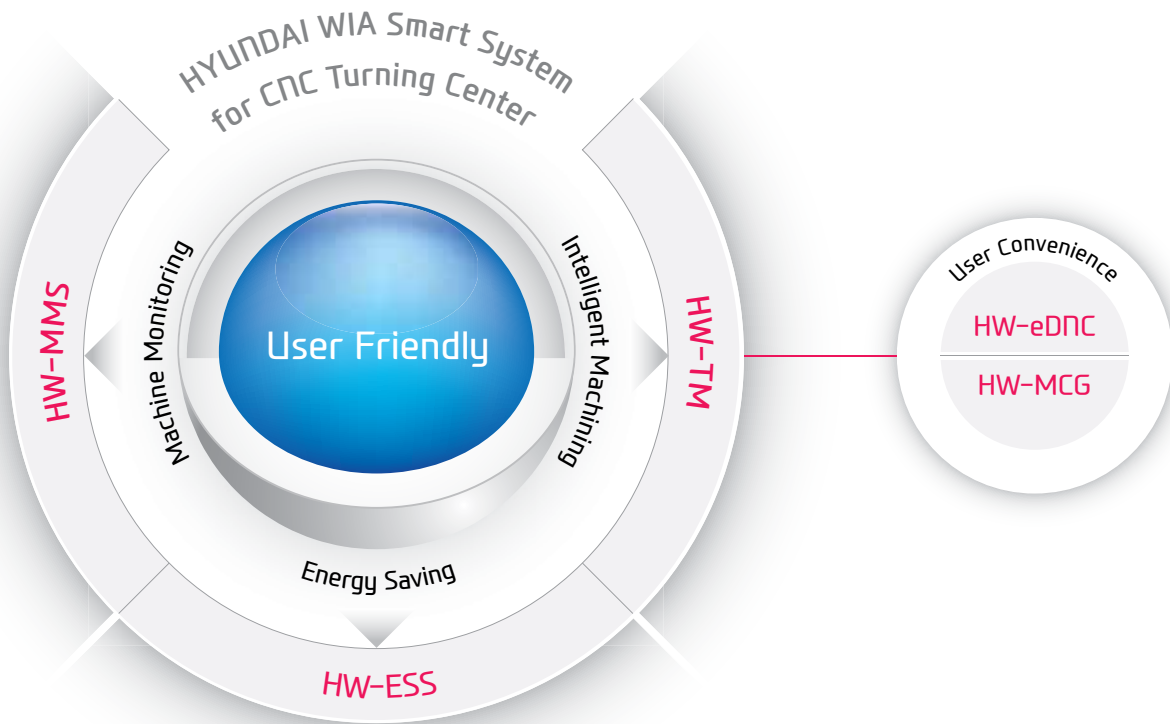 HYUNDAI WIA Smart System
for CNC Turning Center
Machine Monitoring
HW-MMS
User Friendly
Intelligent Machining
HW-TM
Energy Saving
HW-ESS
User Convenience
HW-eDNC
HW-MCG